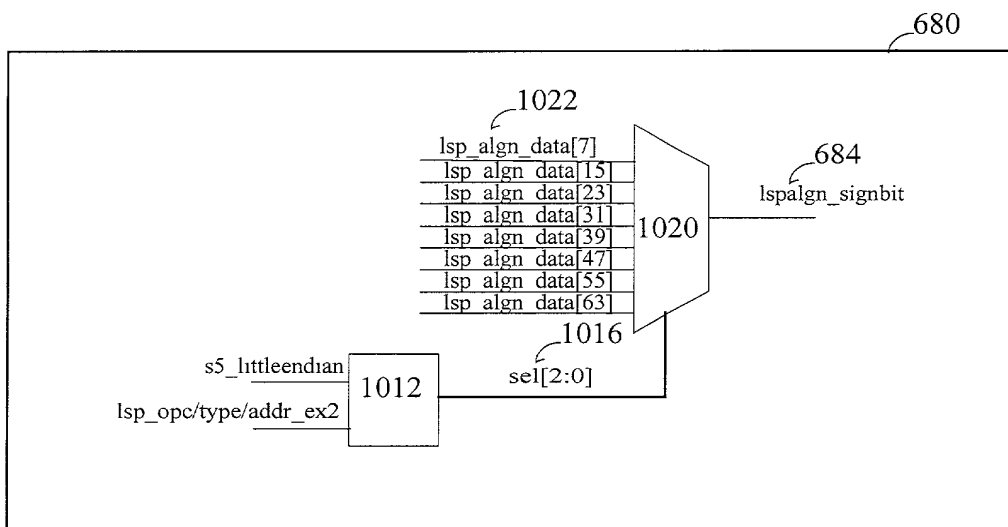 680
1022
lsp_algn_data[7]
lsp_algn_data[15]
lsp_algn_data[23]
lsp_algn_data[31]
lsp_algn_data[39]
lsp_algn_data[47]
lsp_algn_data[55]
lsp_algn_data[63]
1020
684
lspalgn_signbit
1016
sel[2:0]
s5_littleendian
1012
lsp_opc/type/addr_ex2